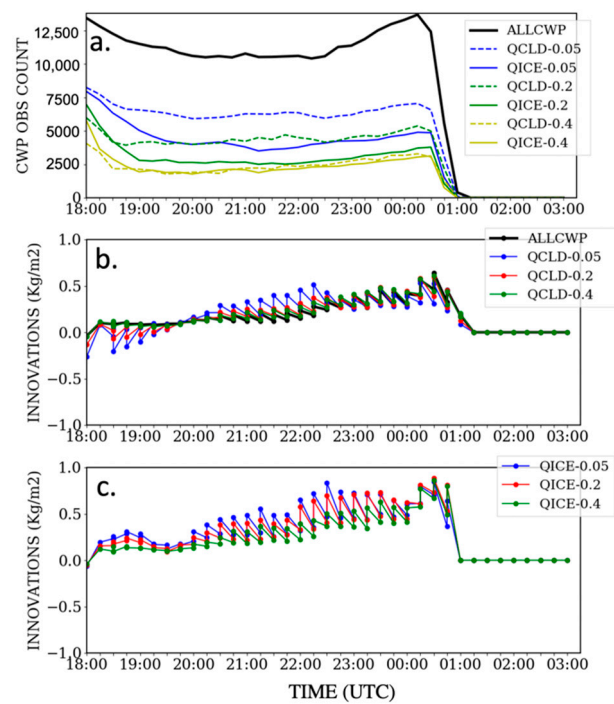 a.
ALLCWP
QCLD-0.05
QICE-0.05
QCLD-0.2
QICE-0.2
QCLD-0.4
QICE-0.4
CWP OBS COUNT
12,500
10,000
7500
5000
2500
0
18:00 19:00 20:00 21:00 22:00 23:00 00:00 01:00 02:00 03:00
b.
ALLCWP
QCLD-0.05
QCLD-0.2
QCLD-0.4
INNOVATIONS (Kg/m2)
1.0
0.5
0.0
-0.5
-1.0
18:00 19:00 20:00 21:00 22:00 23:00 00:00 01:00 02:00 03:00
c.
QICE-0.05
QICE-0.2
QICE-0.4
INNOVATIONS (Kg/m2)
1.0
0.5
0.0
-0.5
-1.0
18:00 19:00 20:00 21:00 22:00 23:00 00:00 01:00 02:00 03:00
TIME (UTC)